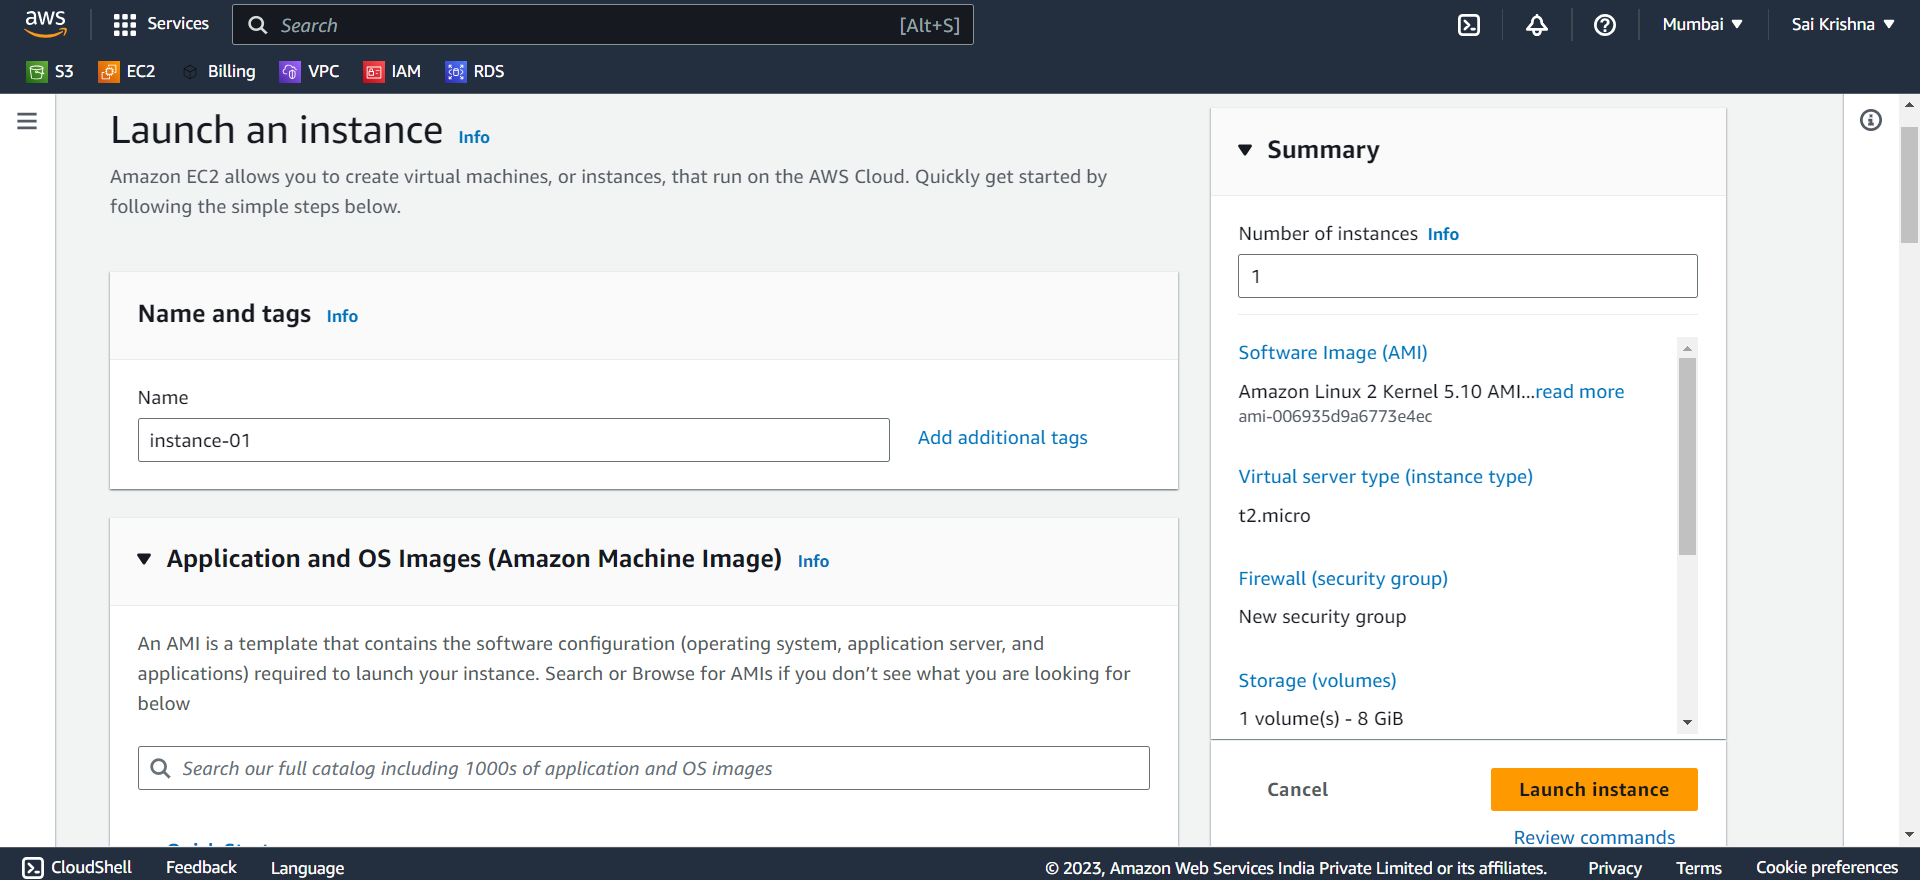 aws
Services
Search [Alt+S]
Mumbai ▼
Sai Krishna ▼
S3 EC2 Billing VPC IAM RDS
Launch an instance Info
Amazon EC2 allows you to create virtual machines, or instances, that run on the AWS Cloud. Quickly get started by
following the simple steps below.
Name and tags Info
Name
instance-01
Add additional tags
▼ Application and OS Images (Amazon Machine Image) Info
An AMI is a template that contains the software configuration (operating system, application server, and
applications) required to launch your instance. Search or Browse for AMIs if you don’t see what you are looking for
below
Search our full catalog including 1000s of application and OS images
▼ Summary
Number of instances Info
1
Software Image (AMI)
Amazon Linux 2 Kernel 5.10 AMI...read more
ami-006935d9a6773e4ec
Virtual server type (instance type)
t2.micro
Firewall (security group)
New security group
Storage (volumes)
1 volume(s) - 8 GiB
Cancel
Launch instance
Review commands
CloudShell Feedback Language
© 2023, Amazon Web Services India Private Limited or its affiliates. Privacy Terms Cookie preferences